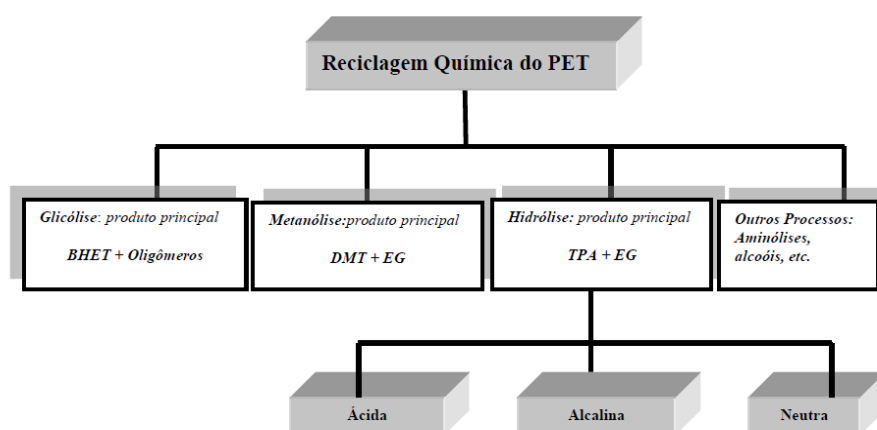 Reciclagem Química do PET
Glicólise: produto principal
BHET + Oligômeros
Metanólise:produto principal
DMT + EG
Hidrólise: produto principal
TPA + EG
Outros Processos:
Aminólises,
alcoóis, etc.
Ácida
Alcalina
Neutra